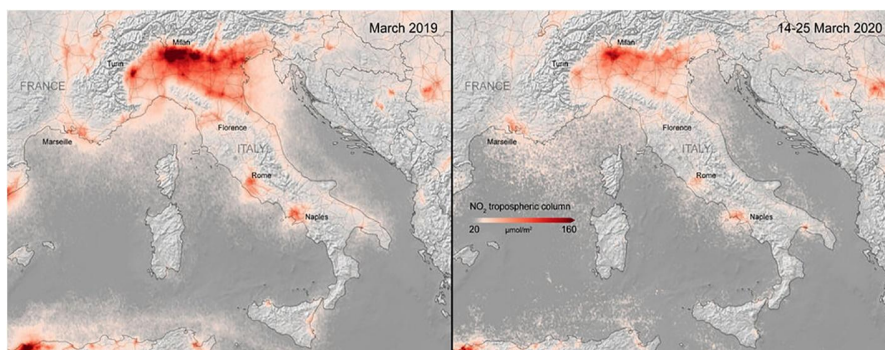 March 2019
Milan
Turin
FRANCE
Marseille
Florence
ITALY
Rome
Naples
14-25 March 2020
Milan
Turin
FRANCE
Marseille
Florence
ITALY
Rome
NO₂ tropospheric column
20 µmol/m² 160
Naples